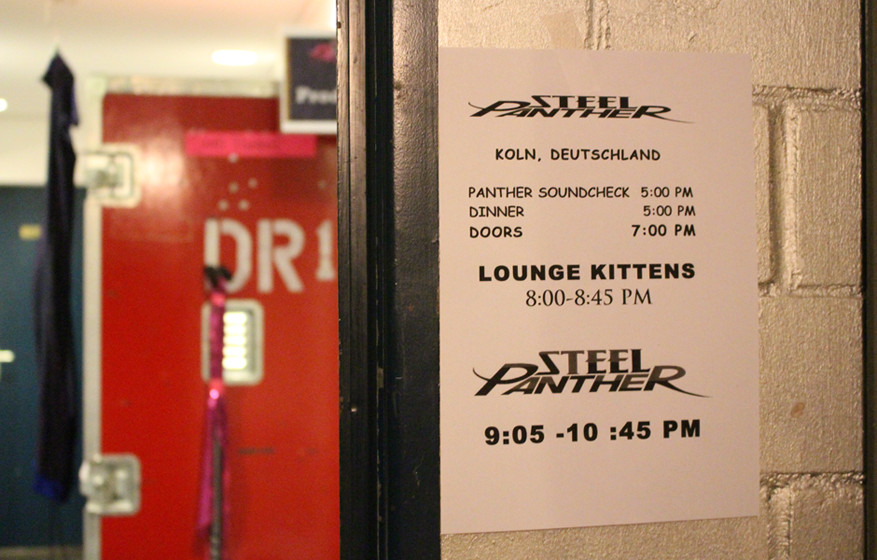 STEEL
PANTHER
KOLN, DEUTSCHLAND
PANTHER SOUNDCHECK 5:00 PM
DINNER 5:00 PM
DOORS 7:00 PM
LOUNGE KITTENS
8:00-8:45 PM
STEEL
PANTHER
9:05 -10 :45 PM
DR1